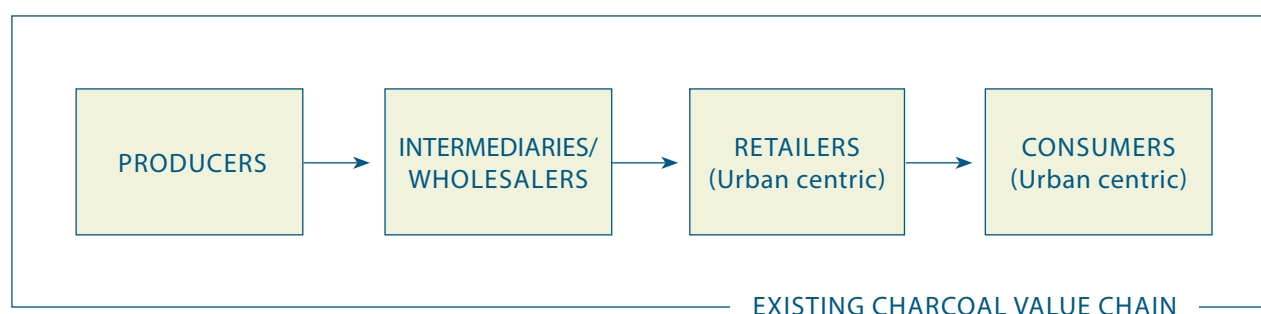 PRODUCERS
INTERMEDIARIES/
WHOLESALERS
RETAILERS
(Urban centric)
CONSUMERS
(Urban centric)
EXISTING CHARCOAL VALUE CHAIN